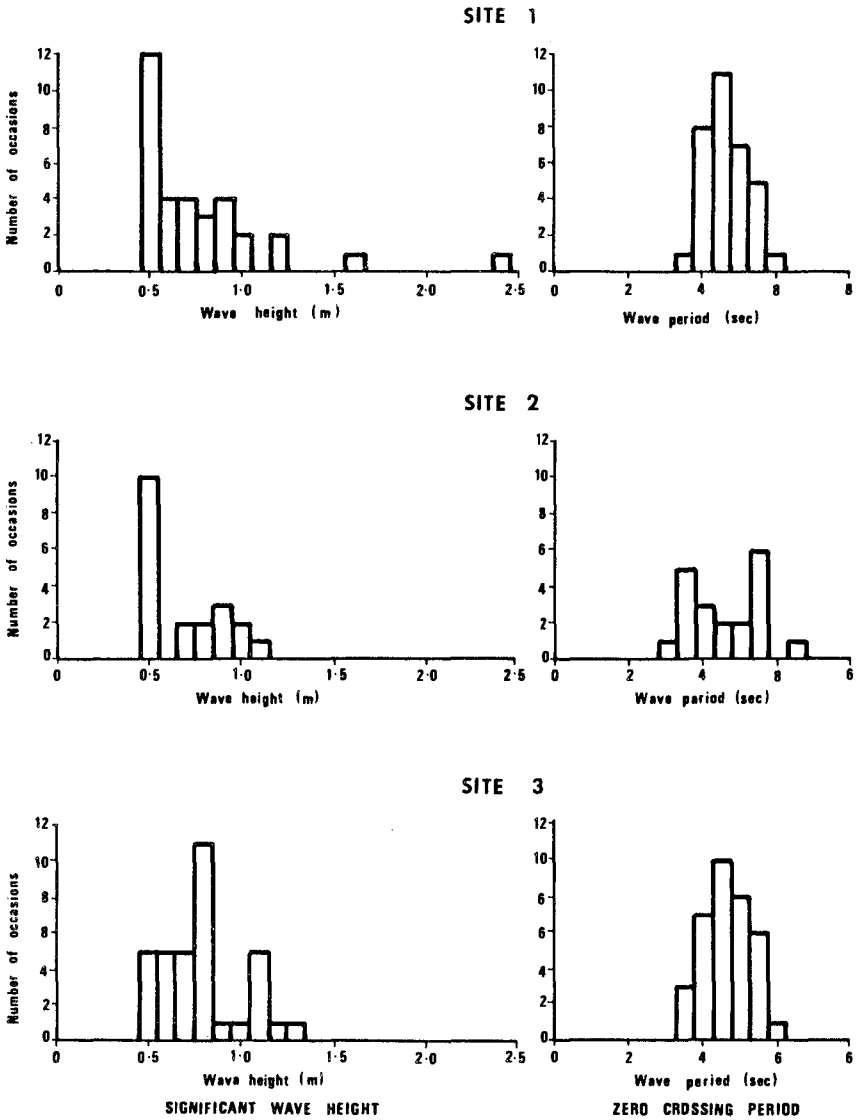 SITE 1
Number of occasions
12
10
8
6
4
2
0
0 0·5 1·0 1·5 2·0 2·5
Wave height (m)
12
10
8
6
4
2
0
0 2 4 8 8
Wave period (sec)
SITE 2
Number of occasions
12
10
8
6
4
2
0
0 0·5 1·0 1·5 2·0 2·5
Wave height (m)
12
10
8
6
4
2
0
0 2 4 8 6
Wave pariod (sec)
SITE 3
Number of occasions
12
10
8
6
4
2
0
0 0·5 1·0 1·5 2·0 2·5
Wava height (m)
12
10
8
6
4
2
0
0 2 4 6 6
Wave period (sec)
SIGNIFICANT WAVE HEIGHT
ZERO CROSSING PERIOD